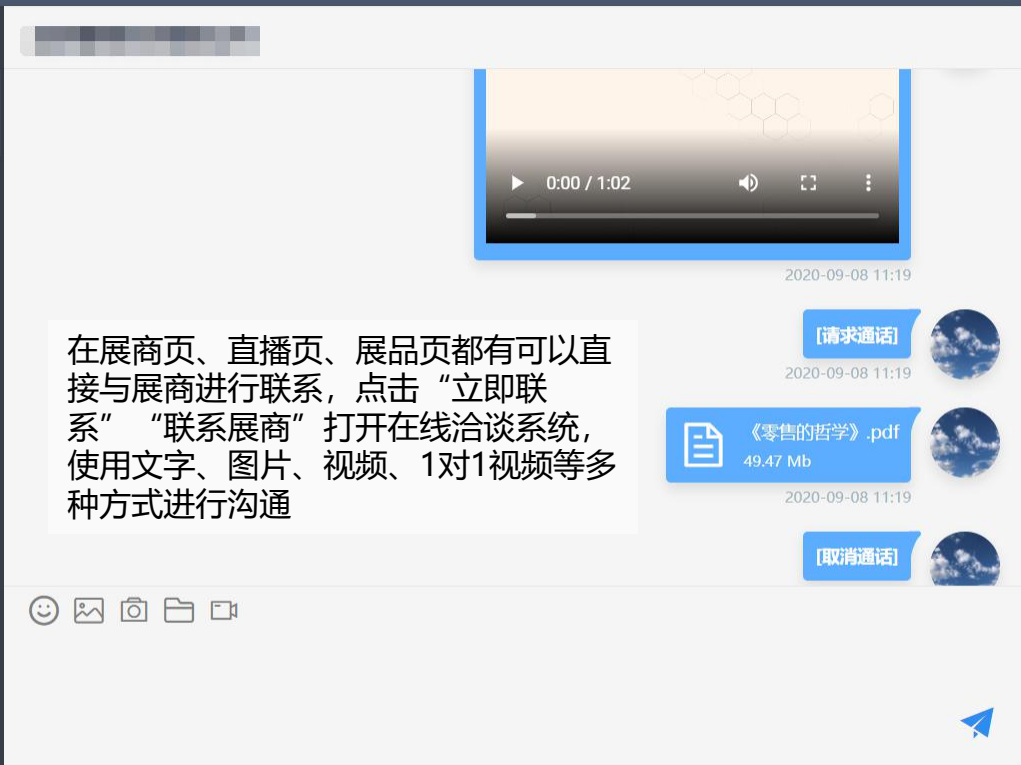 0:00 / 1:02
2020-09-08 11:19
[请求通话]
2020-09-08 11:19
在展商页、直播页、展品页都有可以直
接与展商进行联系，点击“立即联
系”“联系展商”打开在线洽谈系统，
使用文字、图片、视频、1对1视频等多
种方式进行沟通
《零售的哲学》.pdf
49.47 Mb
2020-09-08 11:19
[取消通话]